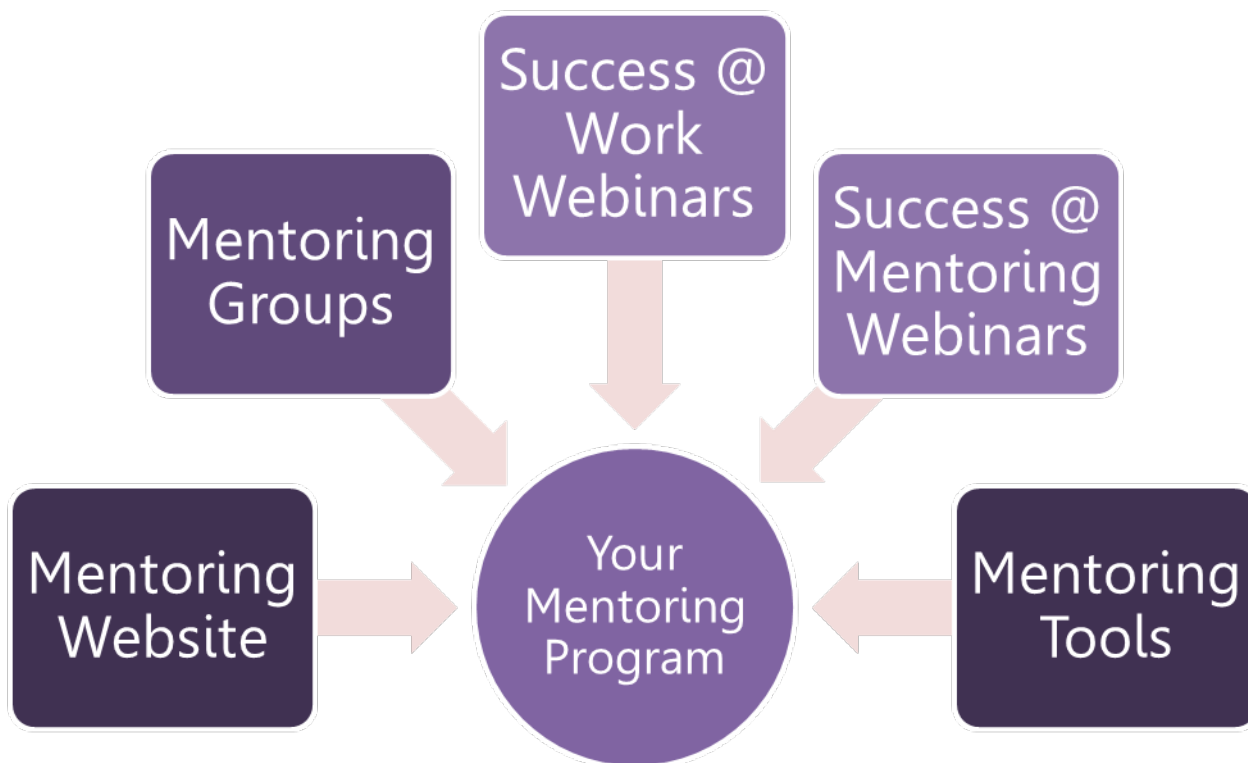 Success @
Work
Webinars
Mentoring
Groups
Success @
Mentoring
Webinars
Mentoring
Website
Your
Mentoring
Program
Mentoring
Tools